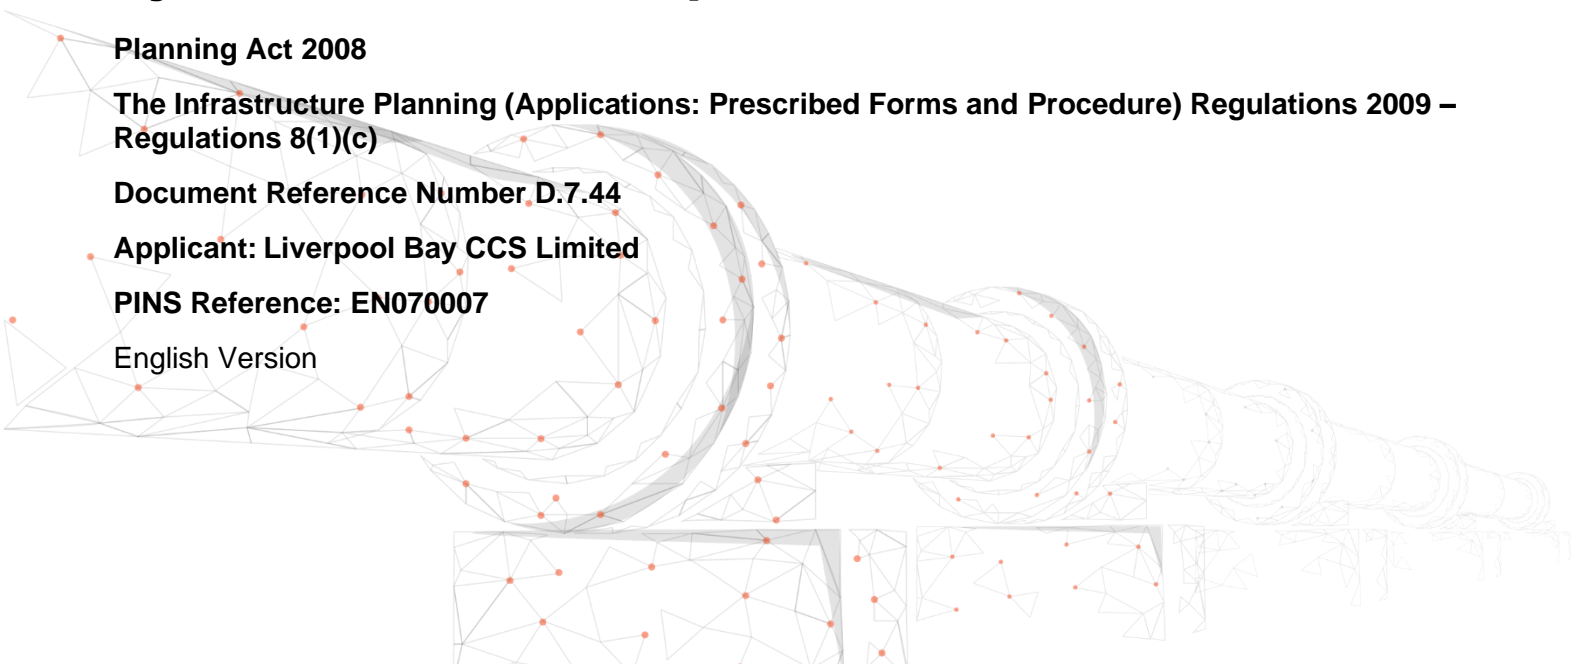 Planning Act 2008
The Infrastructure Planning (Applications: Prescribed Forms and Procedure) Regulations 2009 –
Regulations 8(1)(c)
Document Reference Number D.7.44
Applicant: Liverpool Bay CCS Limited
PINS Reference: EN070007
English Version